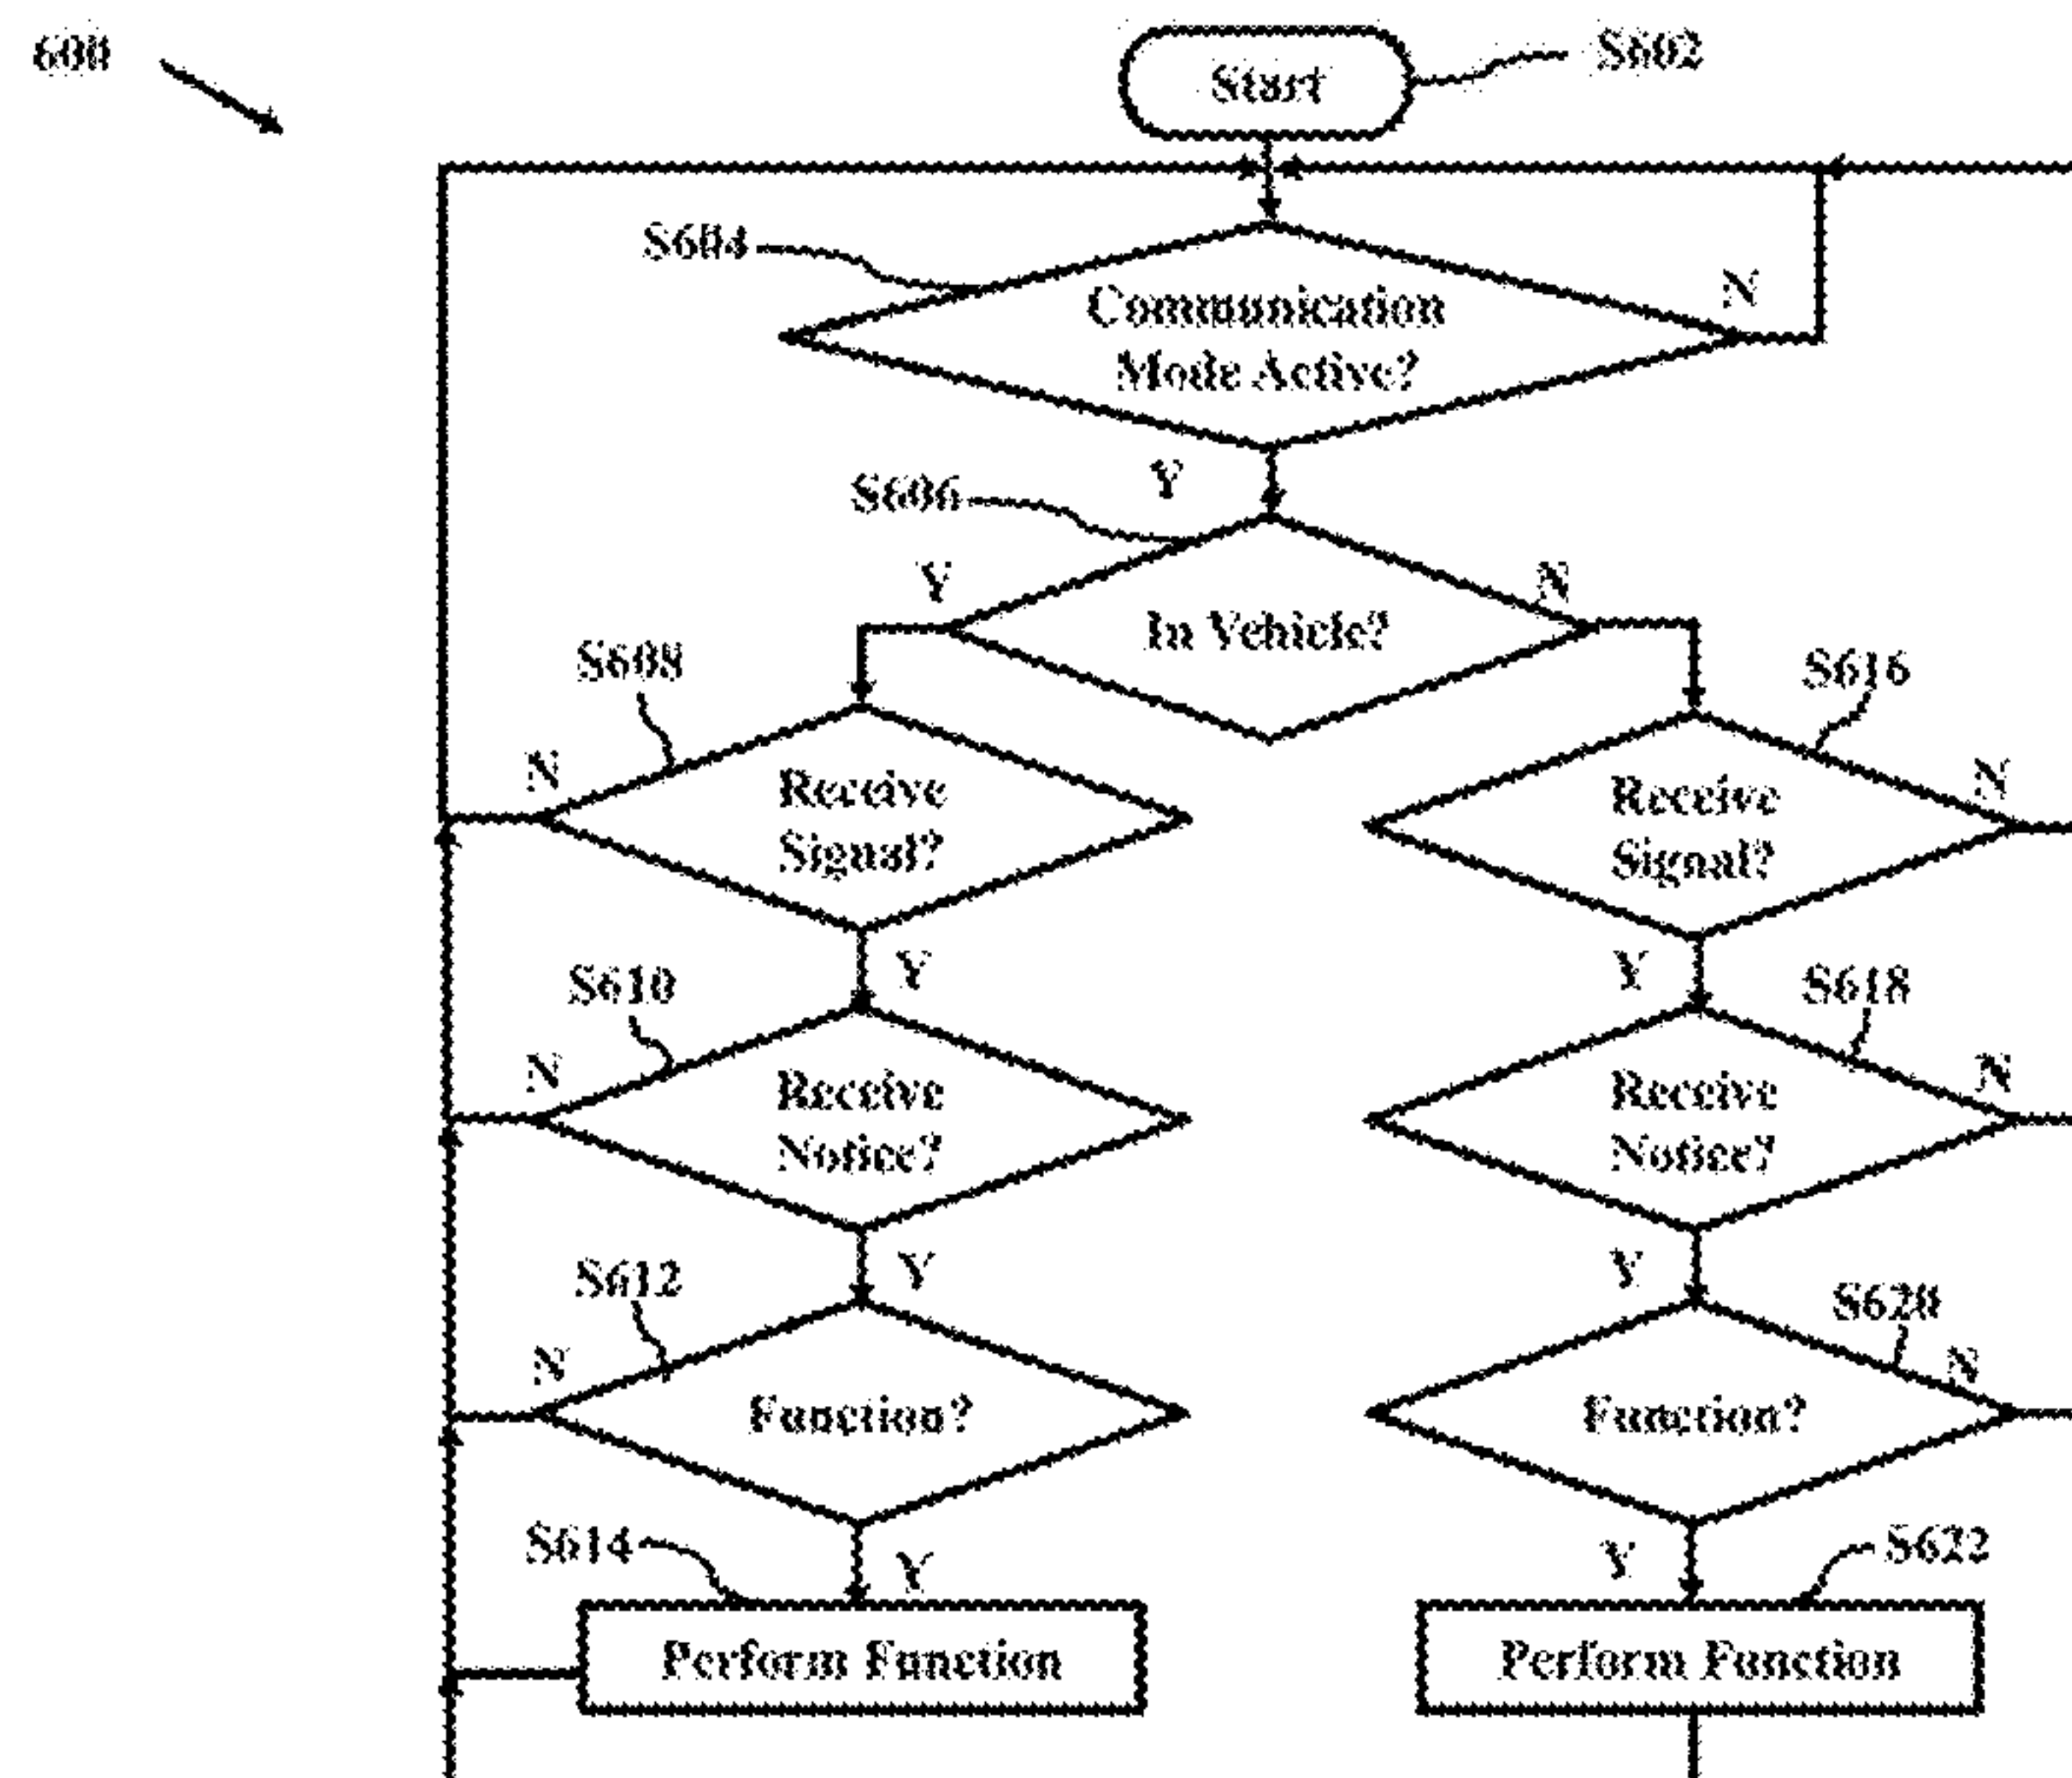 600
Start
S602
S604
Communication
Mode Active?
N
Y
S606
Y
In Vehicle?
N
S608
N
Receive
Signal?
S616
Receive
Signal?
N
Y
Y
S610
N
Receive
Notice?
S618
Receive
Notice?
N
Y
Y
S612
N
Function?
S620
Function?
N
S614
Y
Perform Function
Y
S622
Perform Function